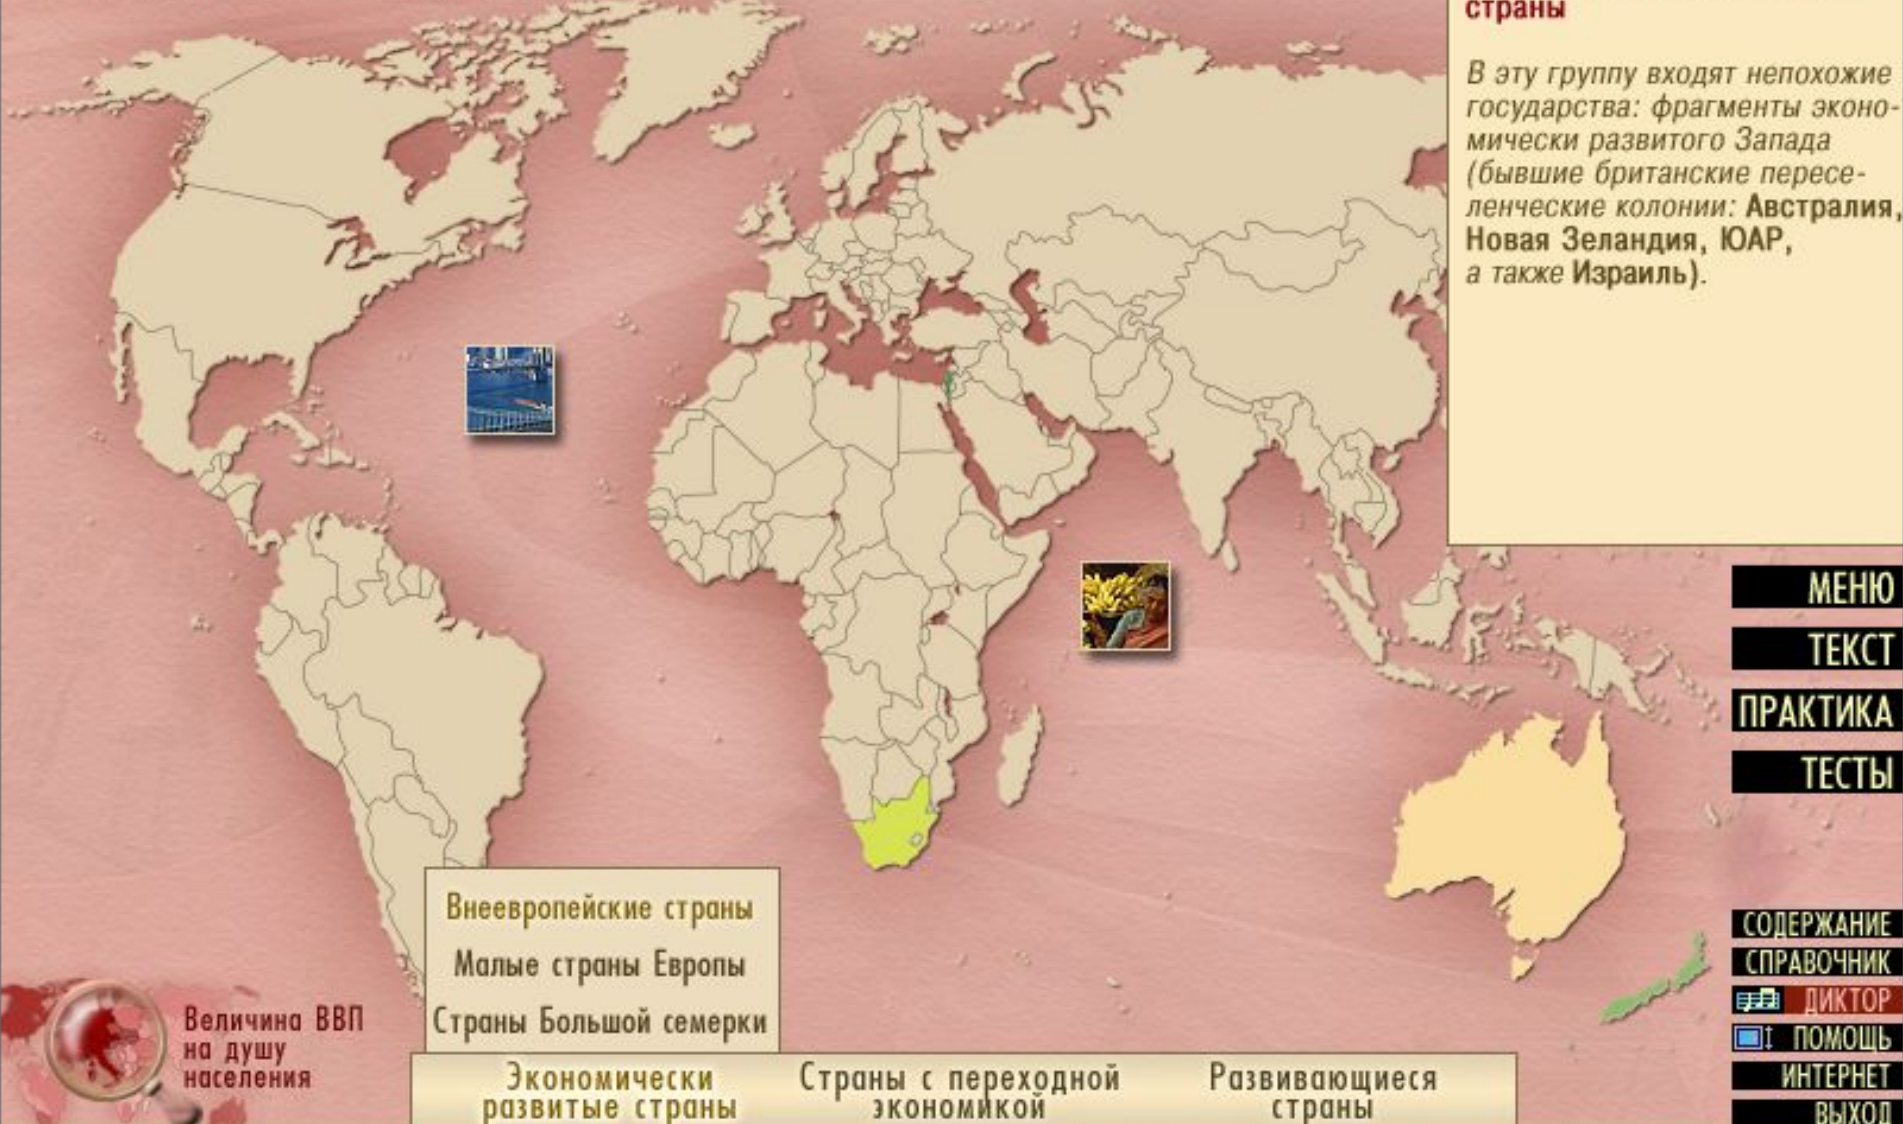 страны
В эту группу входят непохожие
государства: фрагменты эконо-
мически развитого Запада
(бывшие британские пересе-
ленческие колонии: Австралия,
Новая Зеландия, ЮАР,
а также Израиль).
МЕНЮ
ТЕКСТ
ПРАКТИКА
ТЕСТЫ
Внеевропейские страны
Малые страны Европы
Страны Большой семерки
Величина ВВП
на душу
населения
Экономически
развитые страны
Страны с переходной
экономикой
Развивающиеся
страны
СОДЕРЖАНИЕ
СПРАВОЧНИК
ДИКТОР
ПОМОЩЬ
ИНТЕРНЕТ
ВЫХОД